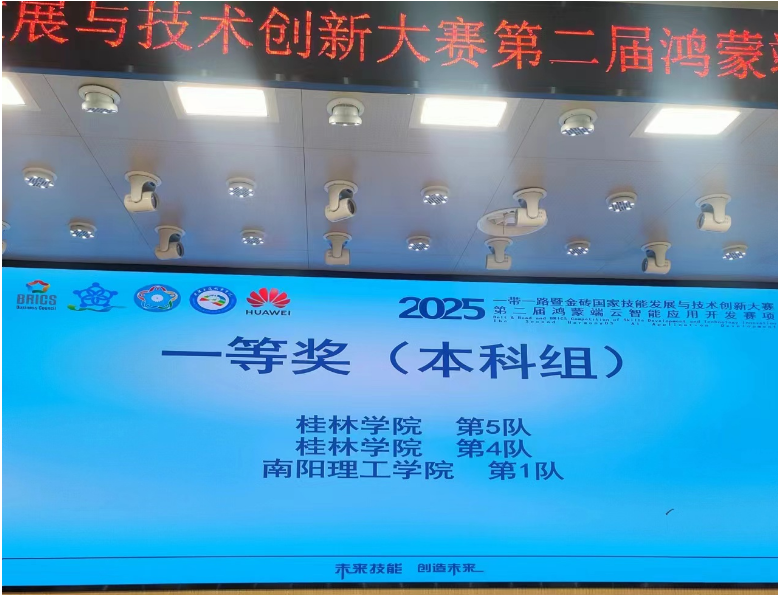 展与技术创新大赛第二届鸿蒙端
BRICS
HUAWEI
2025
一带一路暨金砖国家技能发展与技术创新大赛
第二届鸿蒙端云智能应用开发赛项
一等奖（本科组）
桂林学院 第5队
桂林学院 第4队
南阳理工学院 第1队
未来技能 创造未来